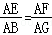 AE/AB = AF/AG